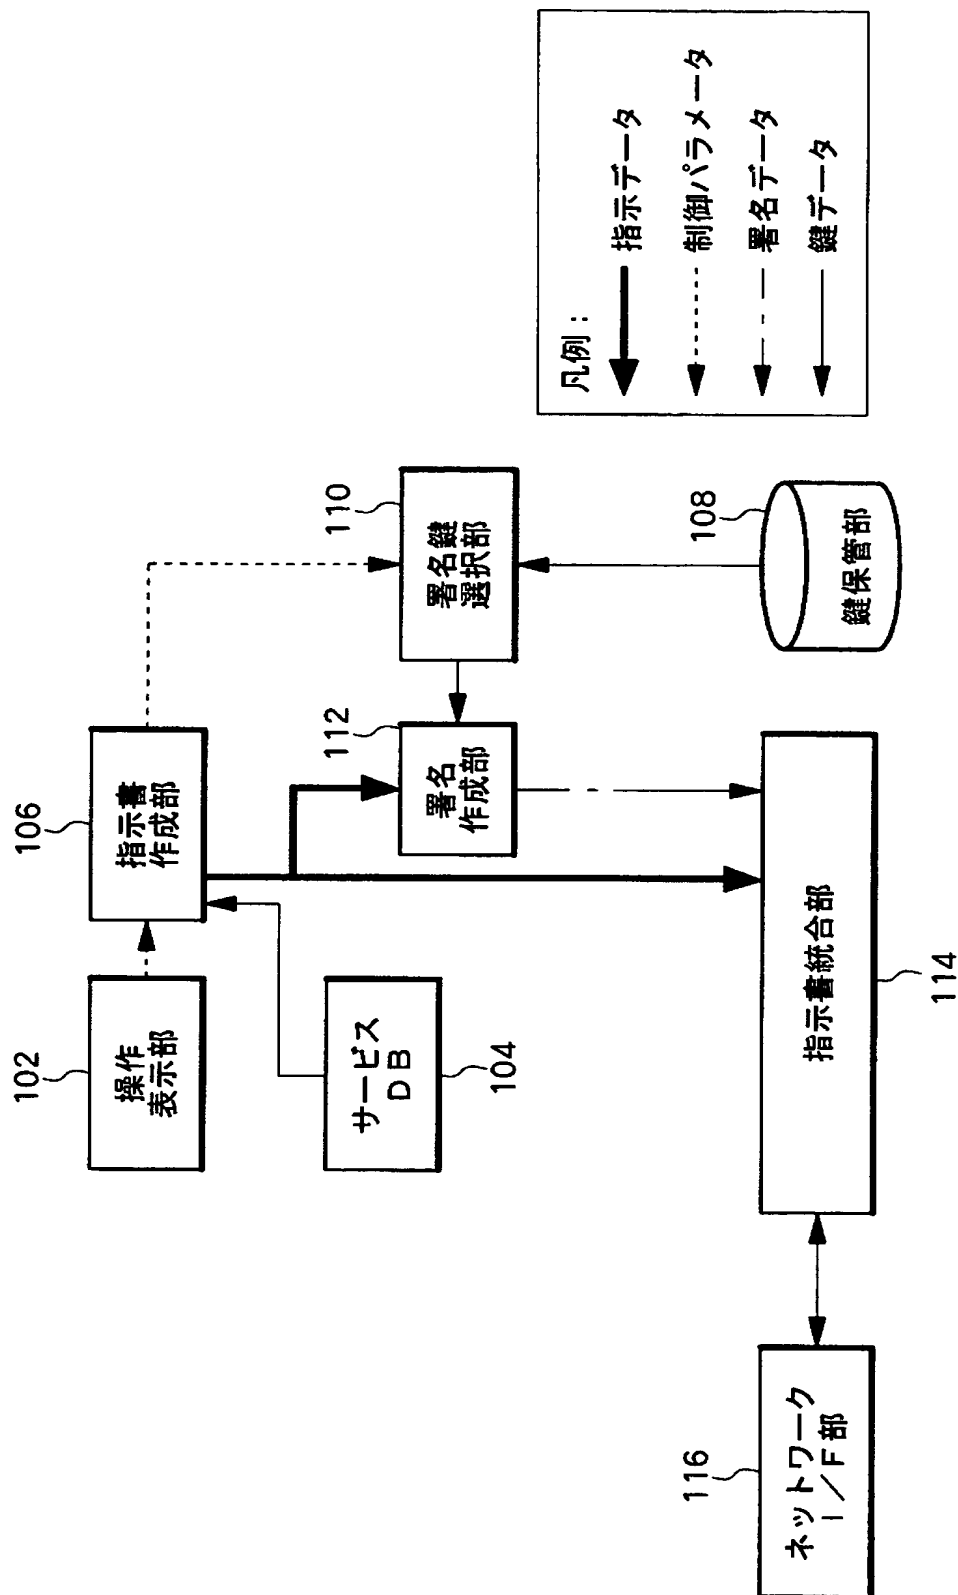 102
操作
表示部
106
指示書
作成部
サービス
DB
104
110
署名鍵
選択部
112
署名
作成部
108
鍵保管部
指示書統合部
114
116
ネットワーク
I/F部
凡例：
指示データ
制御パラメータ
署名データ
鍵データ